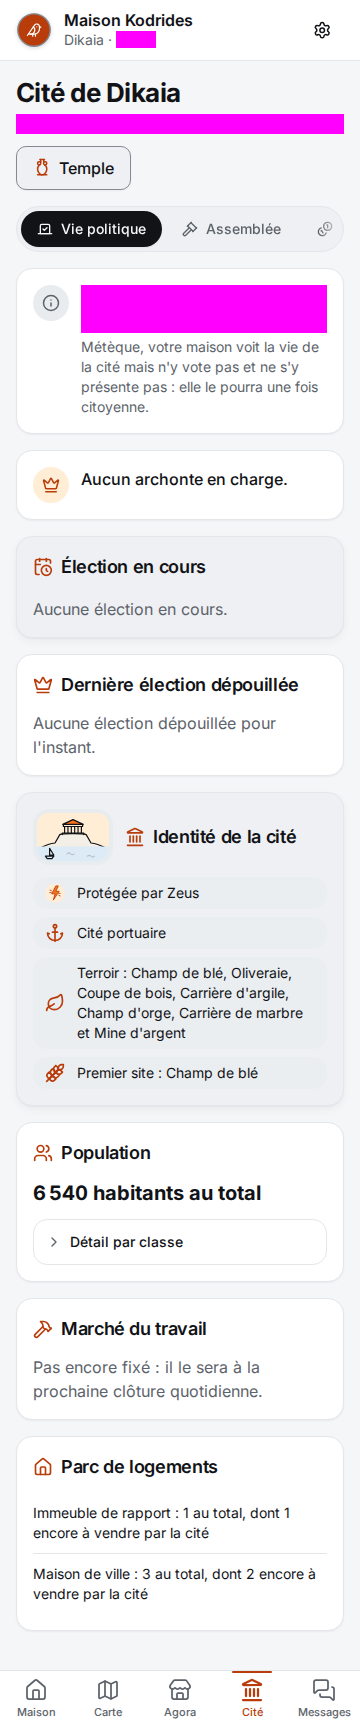 Maison Kodrides
Dikaia ·
Cité de Dikaia
Temple
Vie politique
Assemblée
Métèque, votre maison voit la vie de
la cité mais n'y vote pas et ne s'y
présente pas : elle le pourra une fois
citoyenne.
Aucun archonte en charge.
Élection en cours
Aucune élection en cours.
Dernière élection dépouillée
Aucune élection dépouillée pour
l'instant.
Identité de la cité
Protégée par Zeus
Cité portuaire
Terroir : Champ de blé, Oliveraie,
Coupe de bois, Carrière d'argile,
Champ d'orge, Carrière de marbre
et Mine d'argent
Premier site : Champ de blé
Population
6 540 habitants au total
Détail par classe
Marché du travail
Pas encore fixé : il le sera à la
prochaine clôture quotidienne.
Parc de logements
Immeuble de rapport : 1 au total, dont 1
encore à vendre par la cité
Maison de ville : 3 au total, dont 2 encore à
vendre par la cité
Maison
Carte
Agora
Cité
Messages